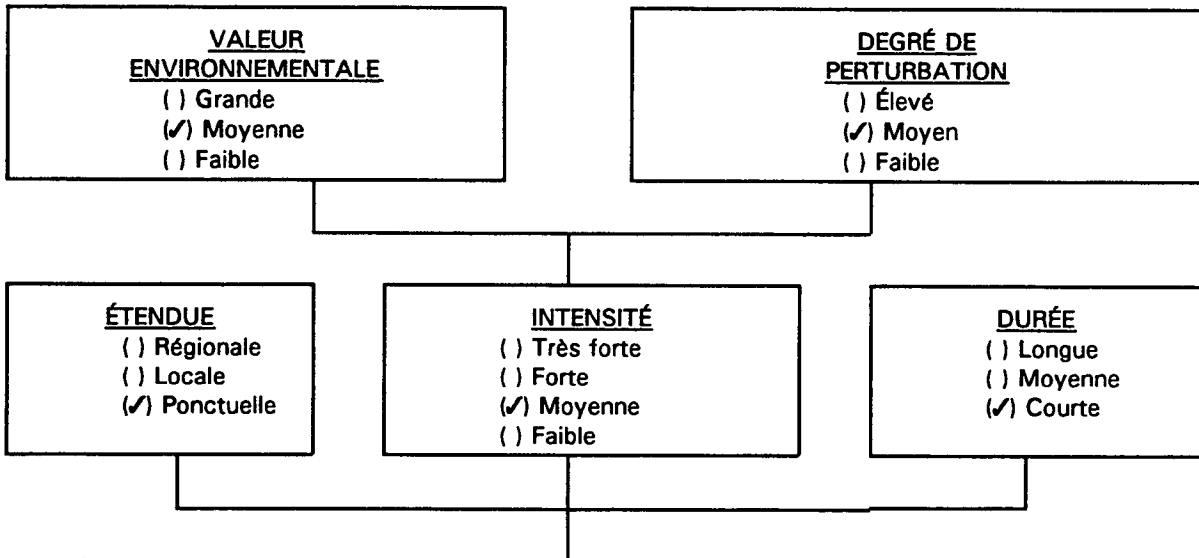 VALEUR
ENVIRONNEMENTALE
( ) Grande
(✓) Moyenne
( ) Faible
DEGRÉ DE
PERTURBATION
( ) Élevé
(✓) Moyen
( ) Faible
ÉTENDUE
( ) Régionale
( ) Locale
(✓) Ponctuelle
INTENSITÉ
( ) Très forte
( ) Forte
(✓) Moyenne
( ) Faible
DURÉE
( ) Longue
( ) Moyenne
(✓) Courte